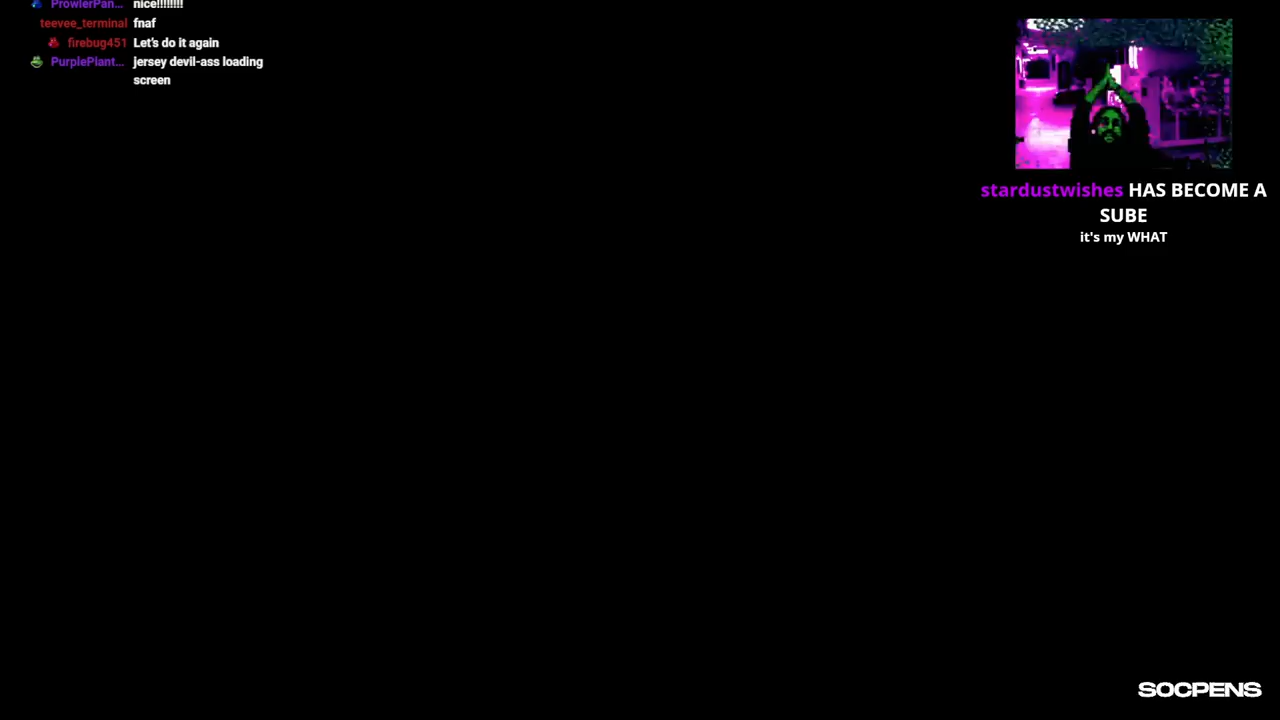 ProwlerPan... nice!!!!!!!!
teevee_terminal fnaf
firebug451 Let's do it again
PurplePlant... jersey devil-ass loading
screen
stardustwishes HAS BECOME A
SUBE
it's my WHAT
SOCPENS